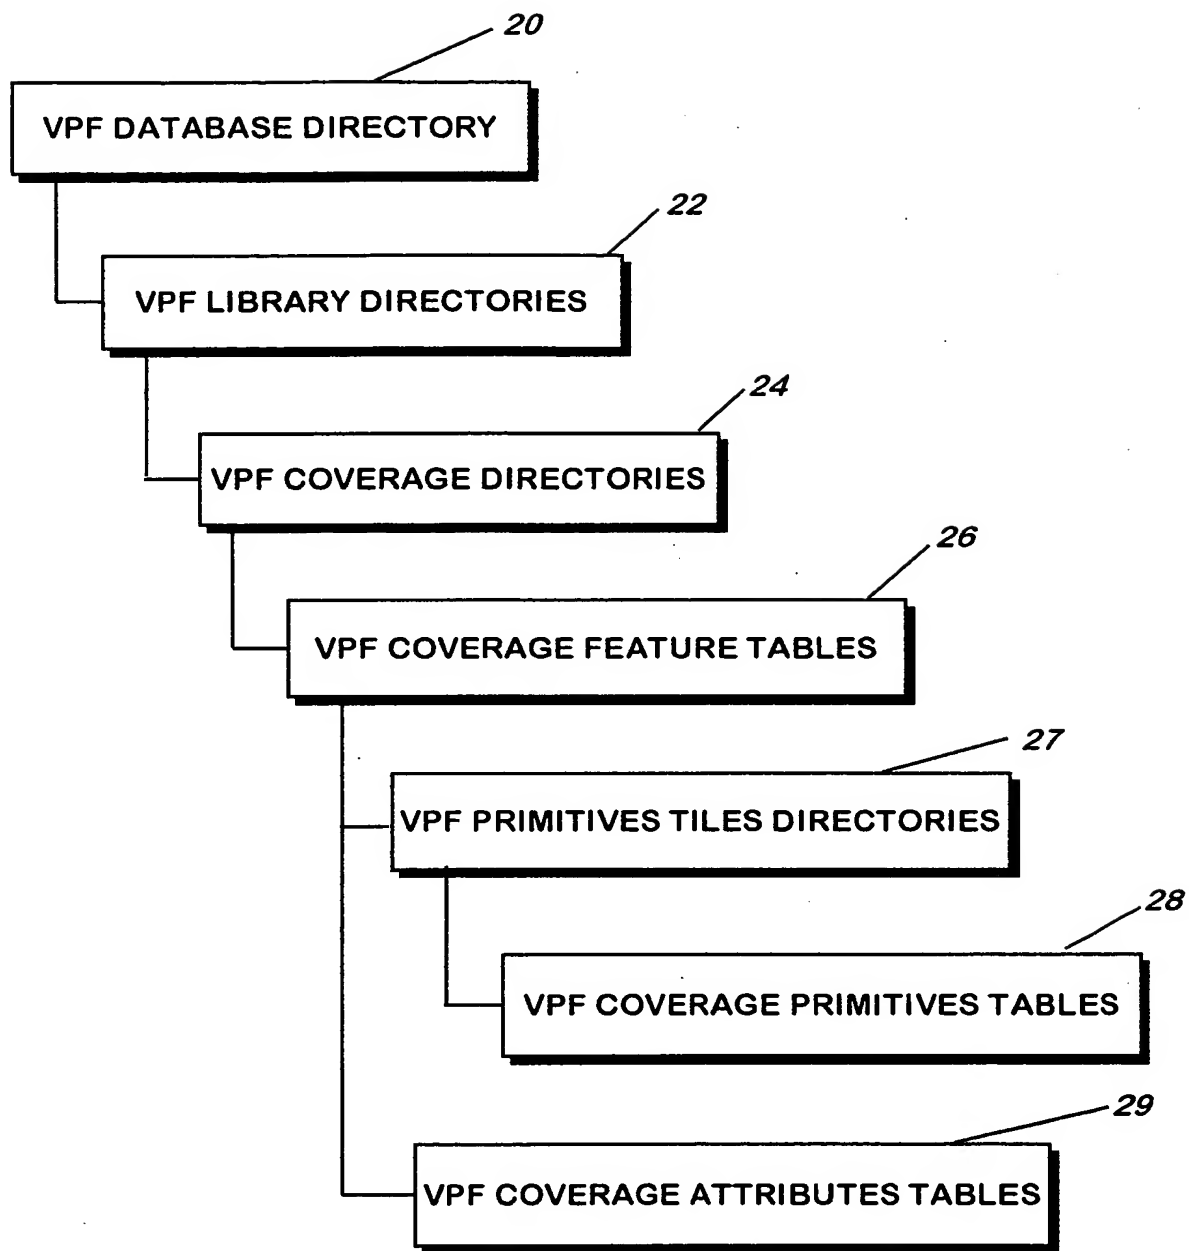 20
VPF DATABASE DIRECTORY
22
VPF LIBRARY DIRECTORIES
24
VPF COVERAGE DIRECTORIES
26
VPF COVERAGE FEATURE TABLES
27
VPF PRIMITIVES TILES DIRECTORIES
28
VPF COVERAGE PRIMITIVES TABLES
29
VPF COVERAGE ATTRIBUTES TABLES